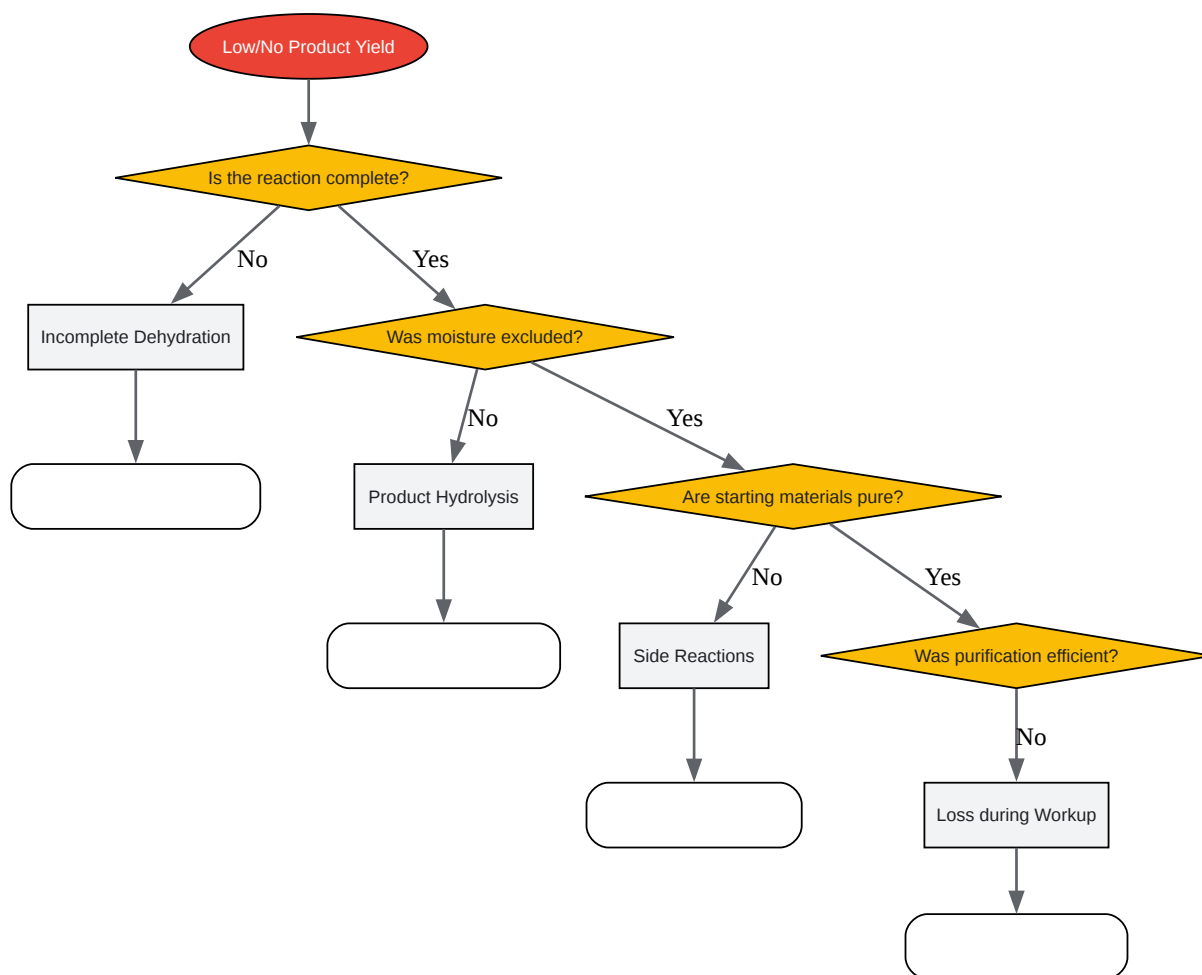 Low/No Product Yield
Is the reaction complete?
No
Yes
Incomplete Dehydration
Was moisture excluded?
No
Yes
Product Hydrolysis
Are starting materials pure?
No
Yes
Side Reactions
Was purification efficient?
No
Loss during Workup